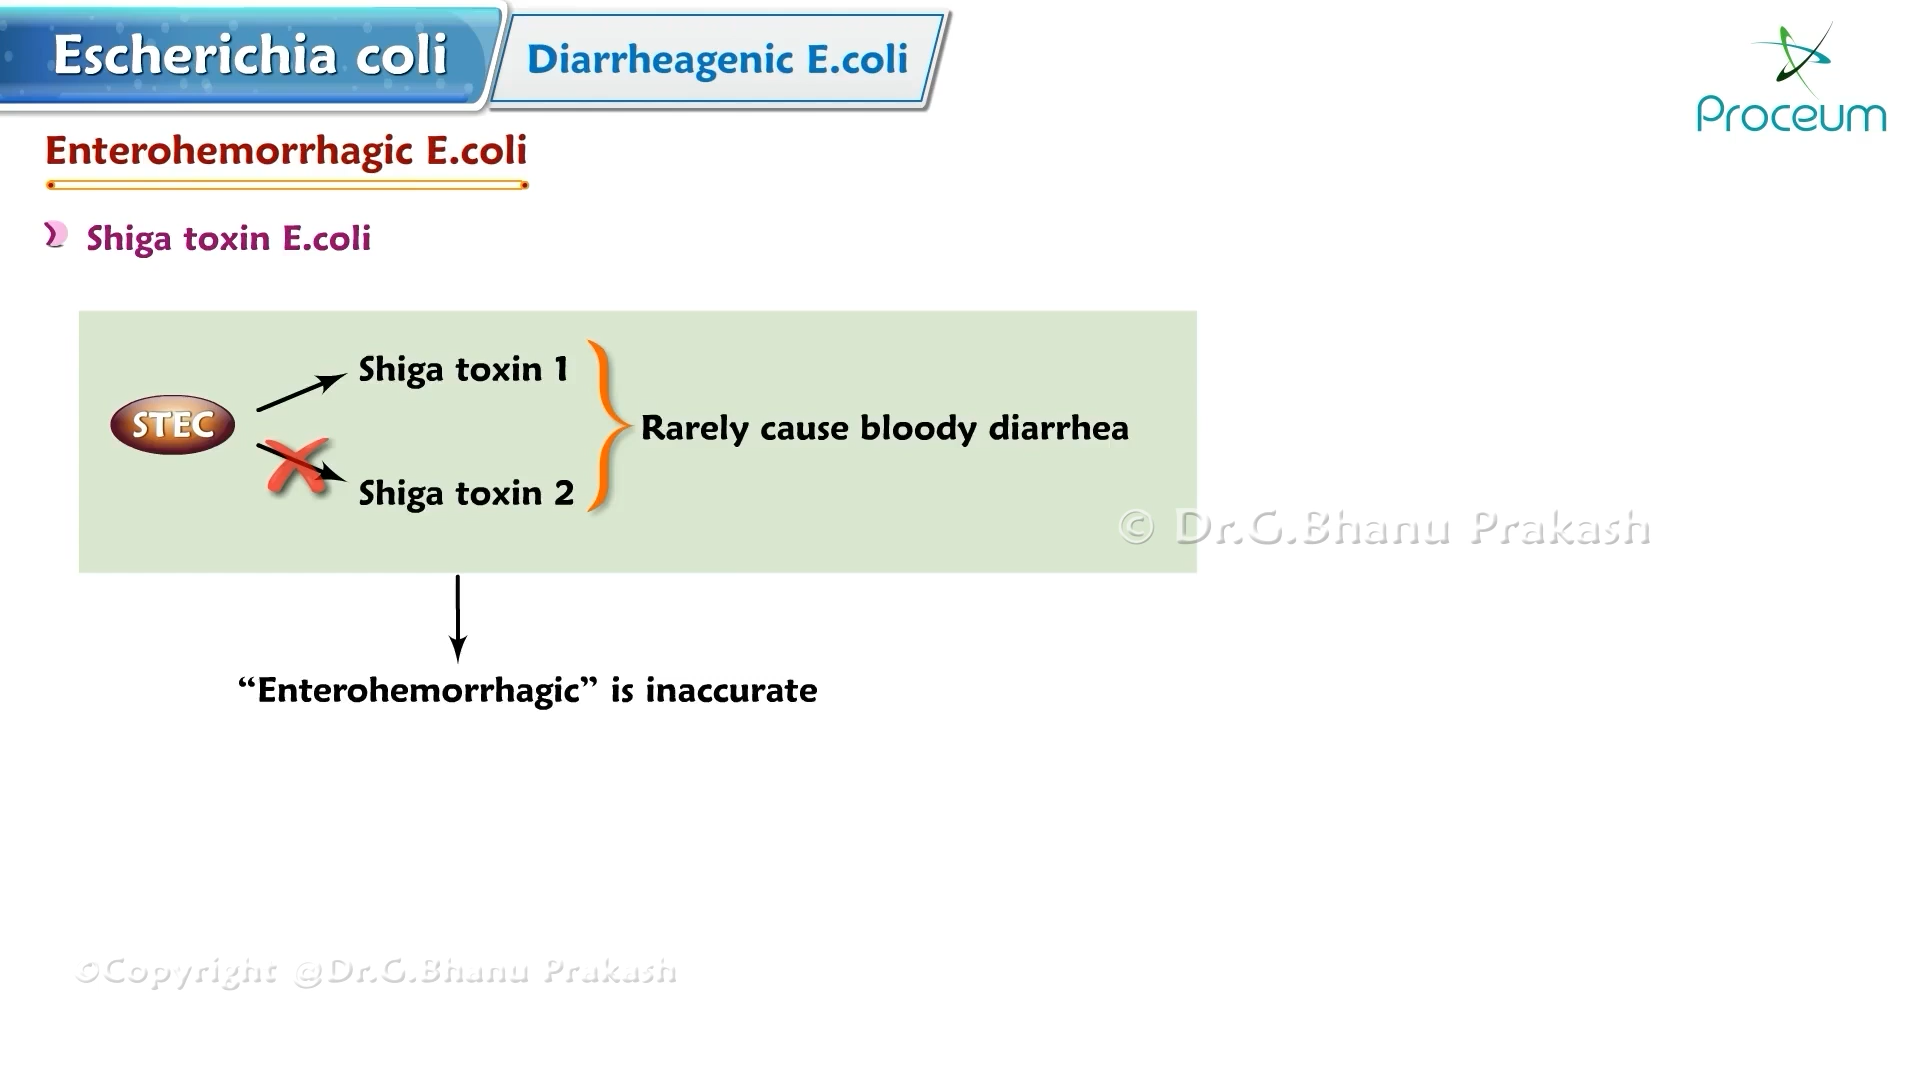 Escherichia coli
Diarrheagenic E.coli
Proceum
Enterohemorrhagic E.coli
Shiga toxin E.coli
Shiga toxin 1
STEC
Rarely cause bloody diarrhea
Shiga toxin 2
© Dr.G.Bhanu Prakash
“Enterohemorrhagic” is inaccurate
©Copyright @Dr.G.Bhanu Prakash